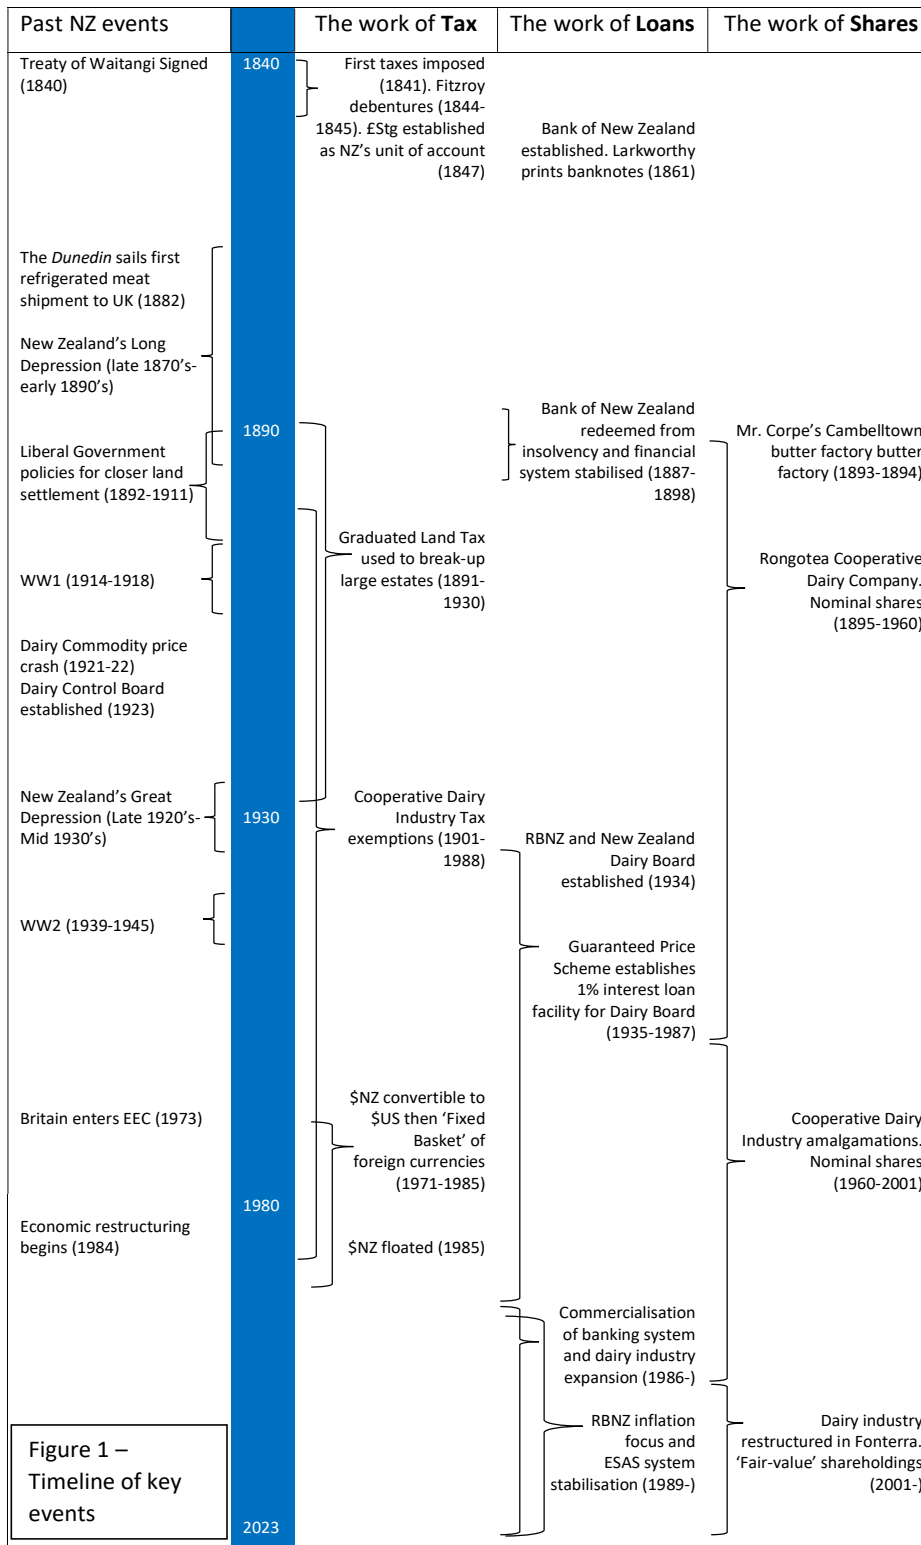 Past NZ events
The work of Tax
The work of Loans
The work of Shares
Treaty of Waitangi Signed
(1840)
The Dunedin sails first
refrigerated meat
shipment to UK (1882)
New Zealand's Long
Depression (late 1870's-
early 1890's)
Liberal Government
policies for closer land
settlement (1892-1911)
WW1 (1914-1918)
Dairy Commodity price
crash (1921-22)
Dairy Control Board
established (1923)
New Zealand's Great
Depression (Late 1920's-
Mid 1930's)
WW2 (1939-1945)
Britain enters EEC (1973)
Economic restructuring
begins (1984)
Figure 1 –
Timeline of key
events
1840
1890
1930
1980
2023
First taxes imposed
(1841). Fitzroy
debentures (1844-
1845). £Stg established
as NZ's unit of account
(1847)
Graduated Land Tax
used to break-up
large estates (1891-
1930)
Cooperative Dairy
Industry Tax
exemptions (1901-
1988)
$NZ convertible to
$US then 'Fixed
Basket' of
foreign currencies
(1971-1985)
$NZ floated (1985)
Bank of New Zealand
established. Larkworthy
prints banknotes (1861)
Bank of New Zealand
redeemed from
insolvency and financial
system stabilised (1887-
1898)
RBNZ and New Zealand
Dairy Board
established (1934)
Guaranteed Price
Scheme establishes
1% interest loan
facility for Dairy Board
(1935-1987)
Commercialisation
of banking system
and dairy industry
expansion (1986-)
RBNZ inflation
focus and
ESAS system
stabilisation (1989-)
Mr. Corpe's Cambelltown
butter factory butter
factory (1893-1894)
Rongotea Cooperative
Dairy Company.
Nominal shares
(1895-1960)
Cooperative Dairy
Industry amalgamations.
Nominal shares
(1960-2001)
Dairy industry
restructured in Fonterra.
'Fair-value' shareholdings
(2001-)